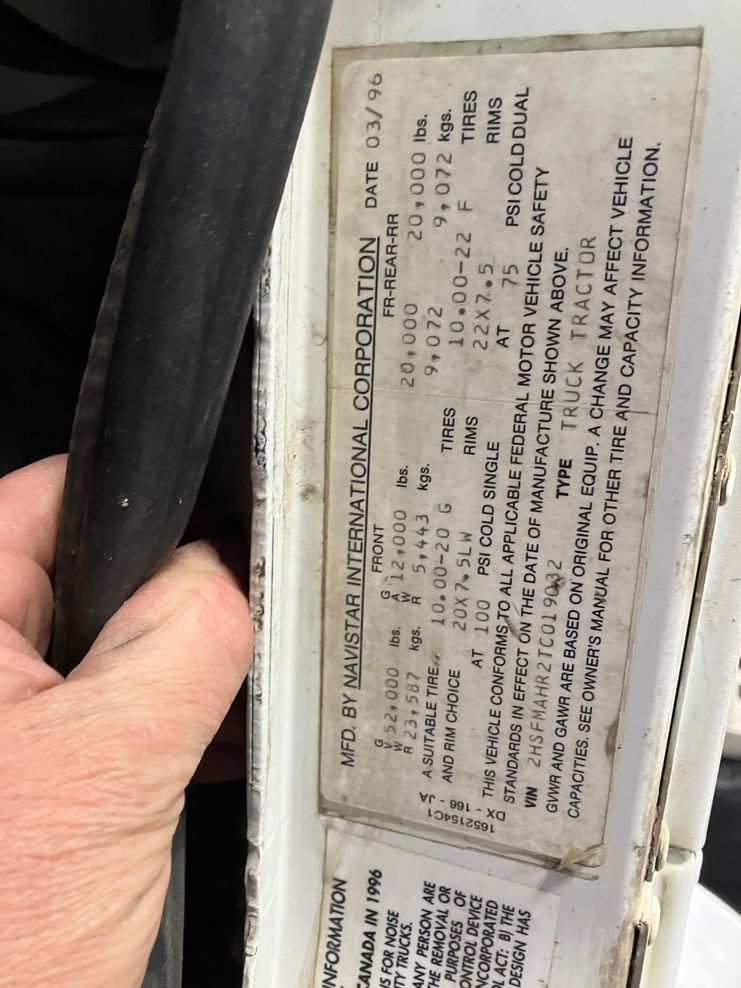 MFD. BY NAVISTAR INTERNATIONAL CORPORATION DATE 03/96
FRONT FR-REAR-RR
GVWR 52,000 lbs. GAWR 12,000 lbs. 20,000 20,000 lbs.
23,587 kgs. 5,443 kgs. 9,072 9,072 kgs.
A SUITABLE TIRE 10.00-20 G TIRES 10.00-22 F TIRES
AND RIM CHOICE 20X7.5LW RIMS 22X7.5 RIMS
AT 100 PSI COLD SINGLE AT 75 PSI COLD DUAL
THIS VEHICLE CONFORMS TO ALL APPLICABLE FEDERAL MOTOR VEHICLE SAFETY
STANDARDS IN EFFECT ON THE DATE OF MANUFACTURE SHOWN ABOVE.
VIN 2HSFMAHR2TC019032 TYPE TRUCK TRACTOR
GVWR AND GAWR ARE BASED ON ORIGINAL EQUIP. A CHANGE MAY AFFECT VEHICLE
CAPACITIES. SEE OWNER'S MANUAL FOR OTHER TIRE AND CAPACITY INFORMATION.
1652154C1
DX - 166 - JA
INFORMATION
CANADA IN 1996
IS FOR NOISE
TY TRUCKS.
ANY PERSON ARE
THE REMOVAL OR
PURPOSES OF
CONTROL DEVICE
INCORPORATED
ACT: B) THE
DESIGN HAS